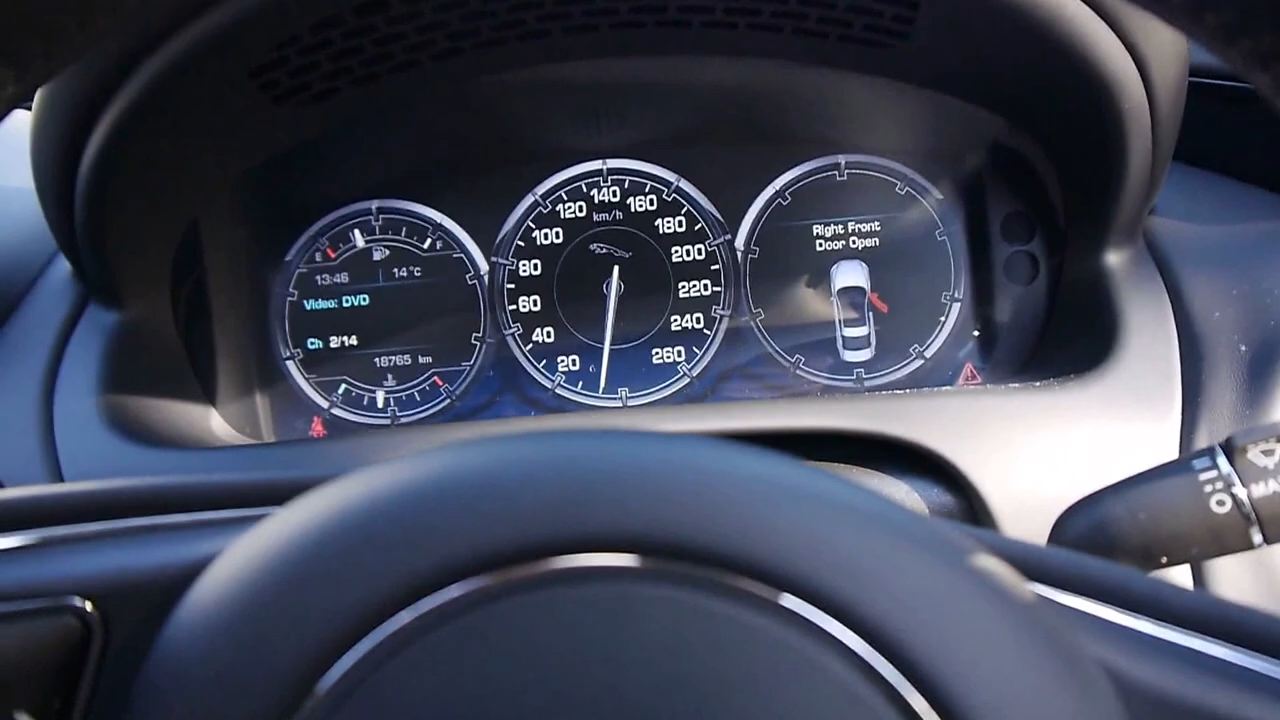 E F
13:46 14°C
Video: DVD
Ch 2/14
18765 km
20
40
60
80
100
120
140
160
180
200
220
240
260
km/h
Right Front
Door Open